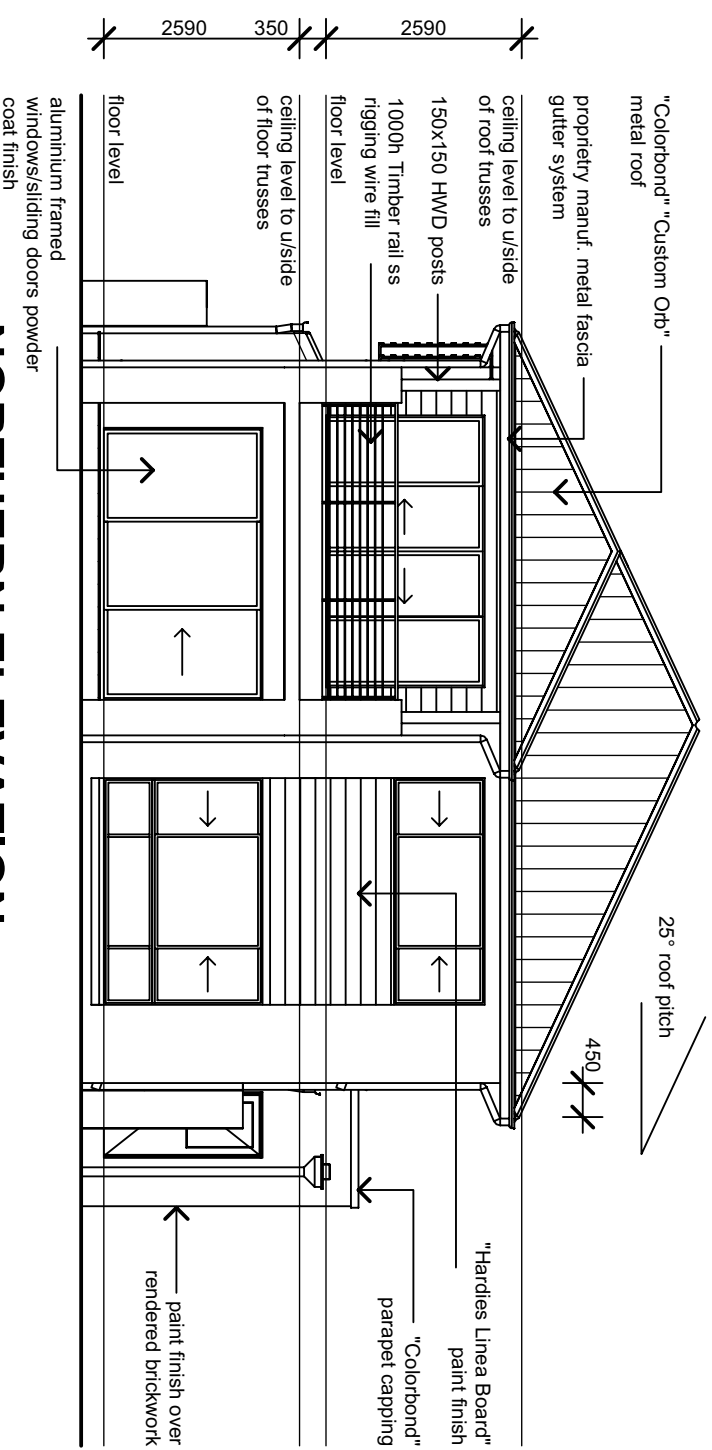 "Colorbond" "Custom Orb"
metal roof
proprietry manuf. metal fascia
gutter system
ceiling level to u/side
of roof trusses
150x150 HWD posts
1000h Timber rail ss
rigging wire fill
floor level
ceiling level to u/side
of floor trusses
floor level
aluminium framed
windows/sliding doors powder
coat finish
2590
350
2590
25° roof pitch
450
"Hardies Linea Board"
paint finish
"Colorbond"
parapet capping
paint finish over
rendered brickwork